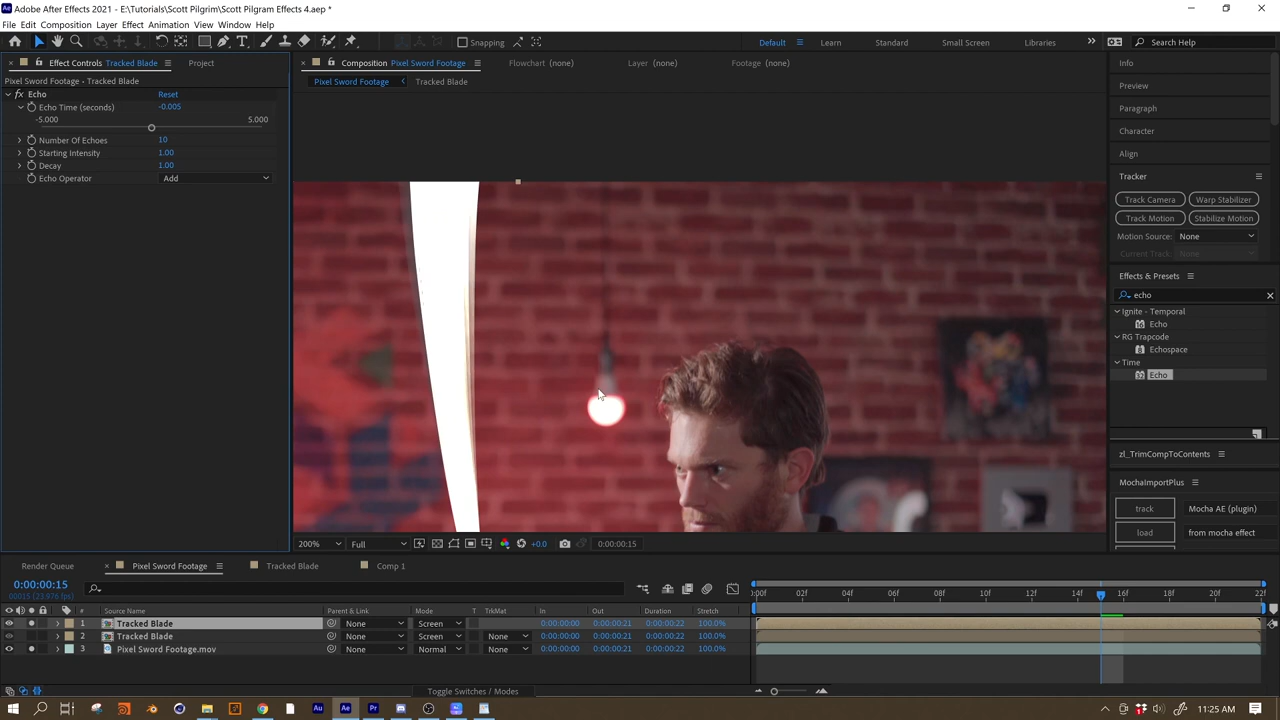 Adobe After Effects 2021 - E:\Tutorials\Scott Pilgrim\Scott Pilgram Effects 4.aep *
File Edit Composition Layer Effect Animation View Window Help
Snapping Default Learn Standard Small Screen Libraries Search Help
Effect Controls Tracked Blade Project
Pixel Sword Footage • Tracked Blade
fx Echo Reset
Echo Time (seconds) -0.005
-5.000 5.000
Number Of Echoes 10
Starting Intensity 1.00
Decay 1.00
Echo Operator Add
Composition Pixel Sword Footage Flowchart (none) Layer (none) Footage (none)
Pixel Sword Footage Tracked Blade
200% Full +0.0 0:00:00:15
Info
Preview
Paragraph
Character
Align
Tracker
Track Camera Warp Stabilizer
Track Motion Stabilize Motion
Motion Source: None
Current Track: None
Effects & Presets
echo
Ignite - Temporal
Echo
RG Trapcode
Echospace
Time
Echo
zl_TrimCompToContents
MochaImportPlus
track Mocha AE (plugin)
load from mocha effect
Render Queue Pixel Sword Footage Tracked Blade Comp 1
0:00:00:15
00015 (23.976 fps)
# Source Name Parent & Link Mode T TrkMat In Out Duration Stretch
1 Tracked Blade None Screen 0:00:00:00 0:00:00:21 0:00:00:22 100.0%
2 Tracked Blade None Screen None 0:00:00:00 0:00:00:21 0:00:00:22 100.0%
3 Pixel Sword Footage.mov None Normal None 0:00:00:00 0:00:00:21 0:00:00:22 100.0%
02f 04f 06f 08f 10f 12f 14f 16f 18f 20f 22f
Toggle Switches / Modes
11:25 AM